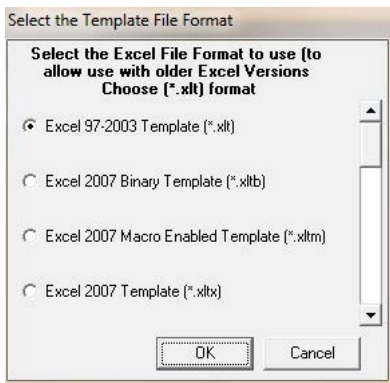 Select the Template File Format
Select the Excel File Format to use (to
allow use with older Excel Versions
Choose (*.xlt) format
Excel 97-2003 Template (*.xlt)
Excel 2007 Binary Template (*.xltb)
Excel 2007 Macro Enabled Template (*.xltm)
Excel 2007 Template (*.xltx)
OK Cancel